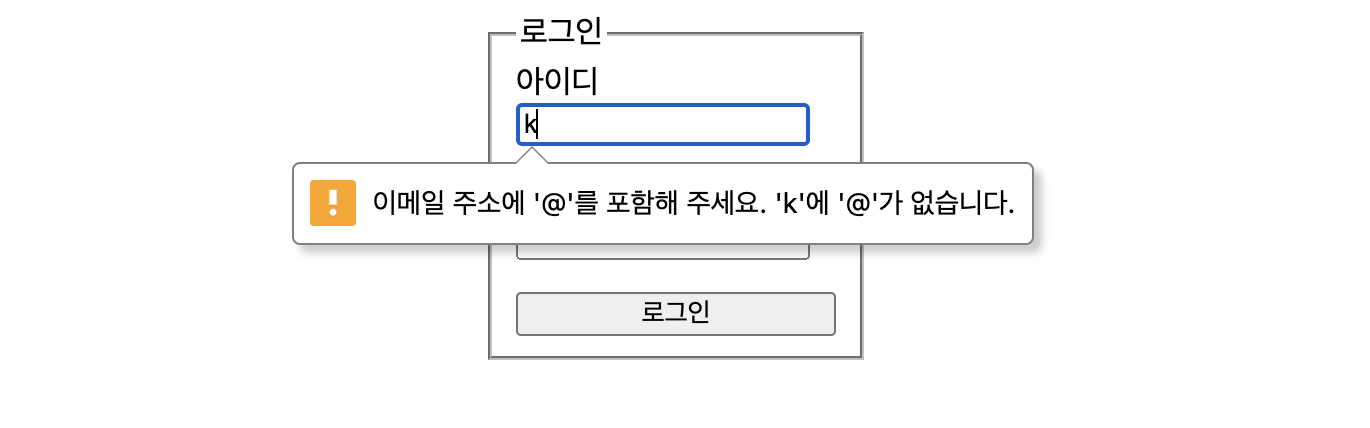 로그인
아이디
k
이메일 주소에 '@'를 포함해 주세요. 'k'에 '@'가 없습니다.
로그인